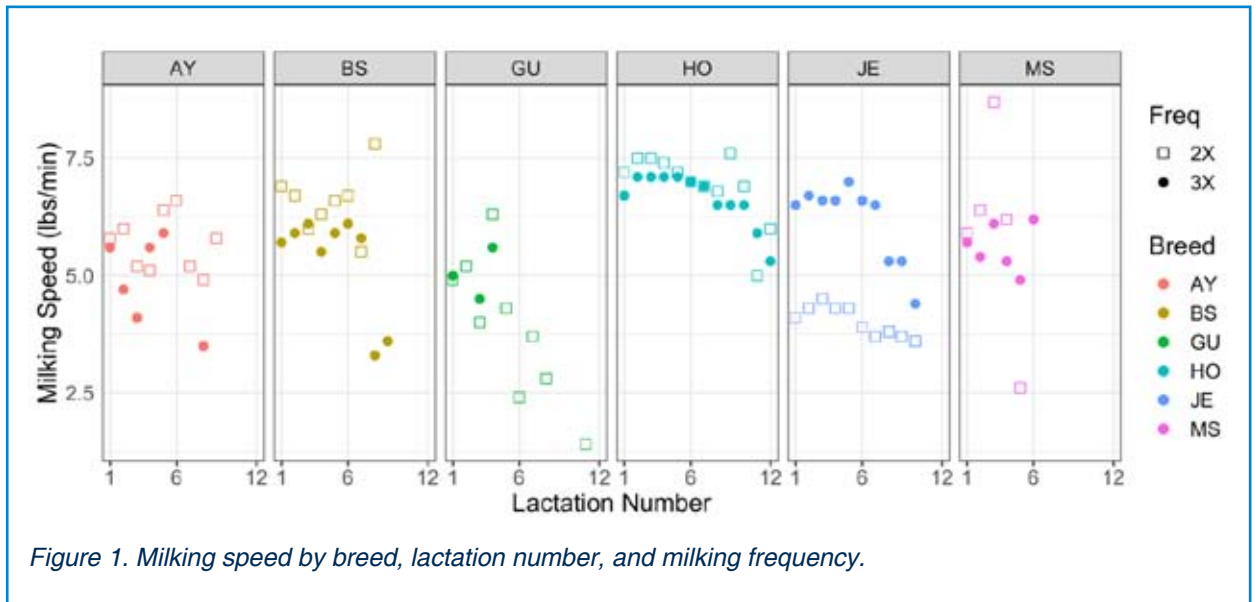 AY BS GU HO JE MS
Milking Speed (lbs/min)
7.5
5.0
2.5
1 6 12 1 6 12 1 6 12 1 6 12 1 6 12 1 6 12
Lactation Number
Freq
2X
3X
Breed
AY
BS
GU
HO
JE
MS
Figure 1. Milking speed by breed, lactation number, and milking frequency.